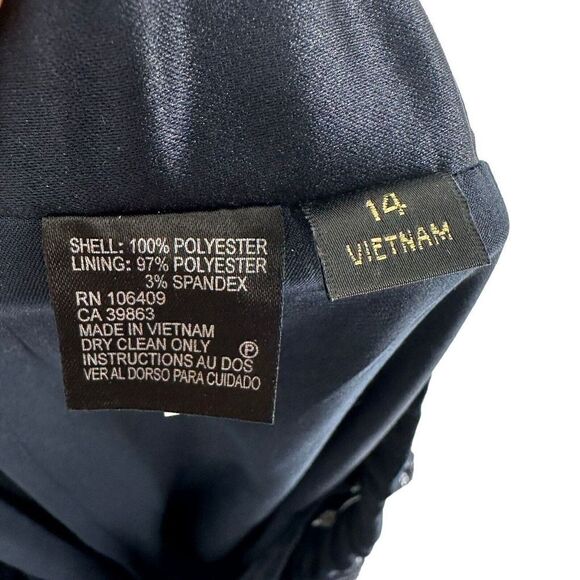 SHELL: 100% POLYESTER
LINING: 97% POLYESTER
3% SPANDEX
RN 106409
CA 39863
MADE IN VIETNAM
DRY CLEAN ONLY
INSTRUCTIONS AU DOS
VER AL DORSO PARA CUIDADO
P
14
VIETNAM